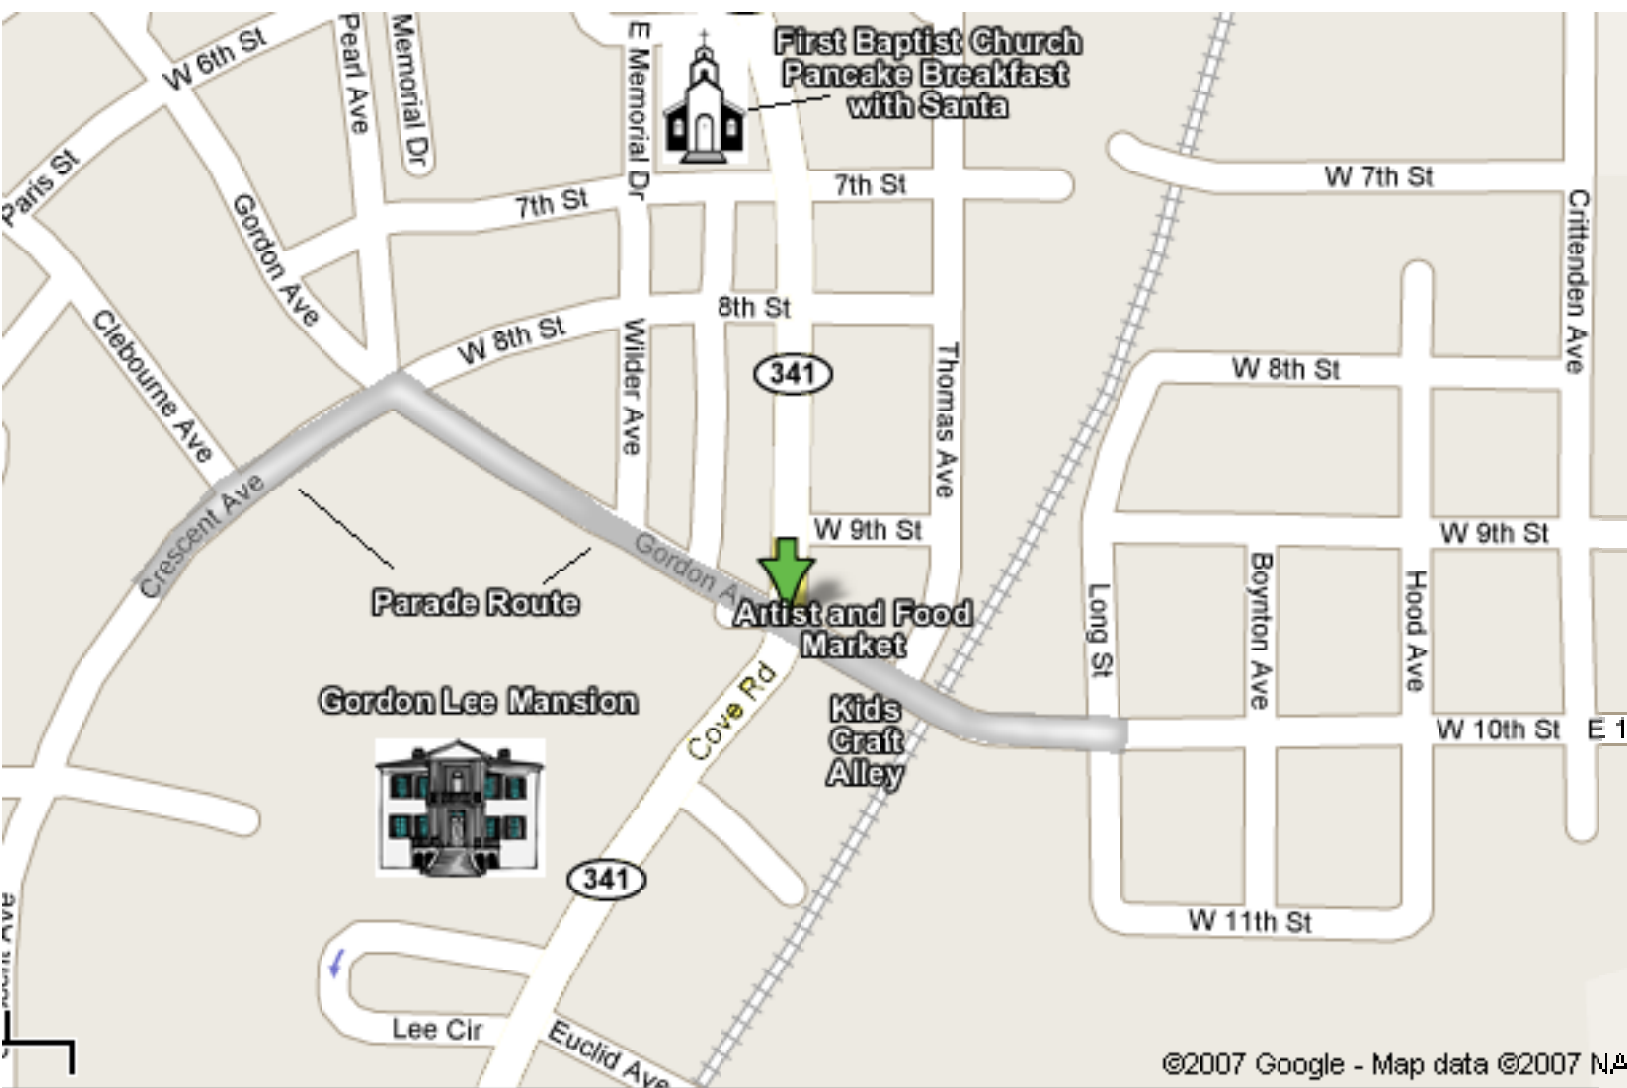 W 6th St
Pearl Ave
Memorial Dr
E Memorial Dr
First Baptist Church
Pancake Breakfast
with Santa
Paris St
Gordon Ave
7th St
7th St
W 7th St
Crittenden Ave
Clebourne Ave
W 8th St
8th St
Wilder Ave
341
Thomas Ave
W 8th St
Crescent Ave
Gordon A
W 9th St
W 9th St
Parade Route
Artist and Food
Market
Long St
Boynton Ave
Hood Ave
Gordon Lee Mansion
Cove Rd
Kids
Craft
Alley
W 10th St
E 1
341
W 11th St
Lee Cir
Euclid Ave
©2007 Google - Map data ©2007 NA